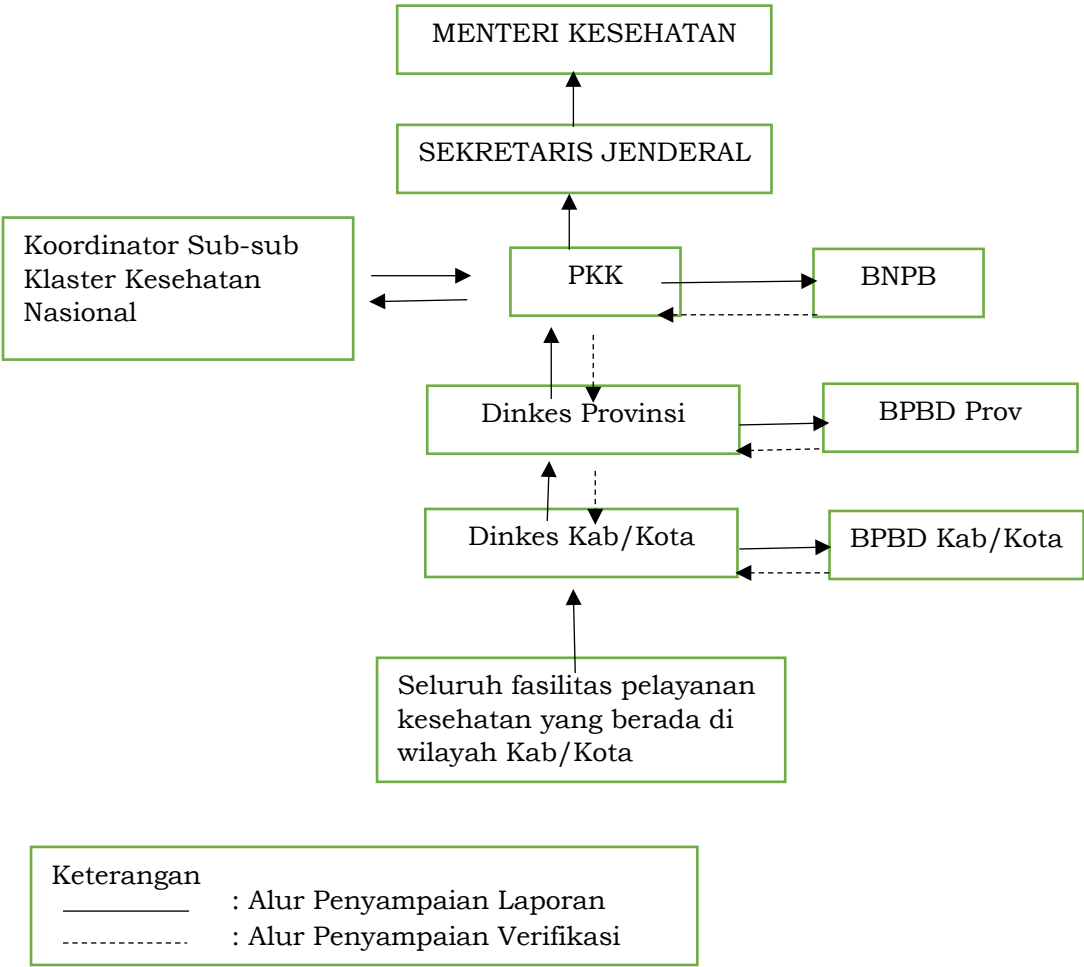 MENTERI KESEHATAN
SEKRETARIS JENDERAL
Koordinator Sub-sub
Klaster Kesehatan
Nasional
PKK
BNPB
Dinkes Provinsi
BPBD Prov
Dinkes Kab/Kota
BPBD Kab/Kota
Seluruh fasilitas pelayanan
kesehatan yang berada di
wilayah Kab/Kota
Keterangan
: Alur Penyampaian Laporan
: Alur Penyampaian Verifikasi